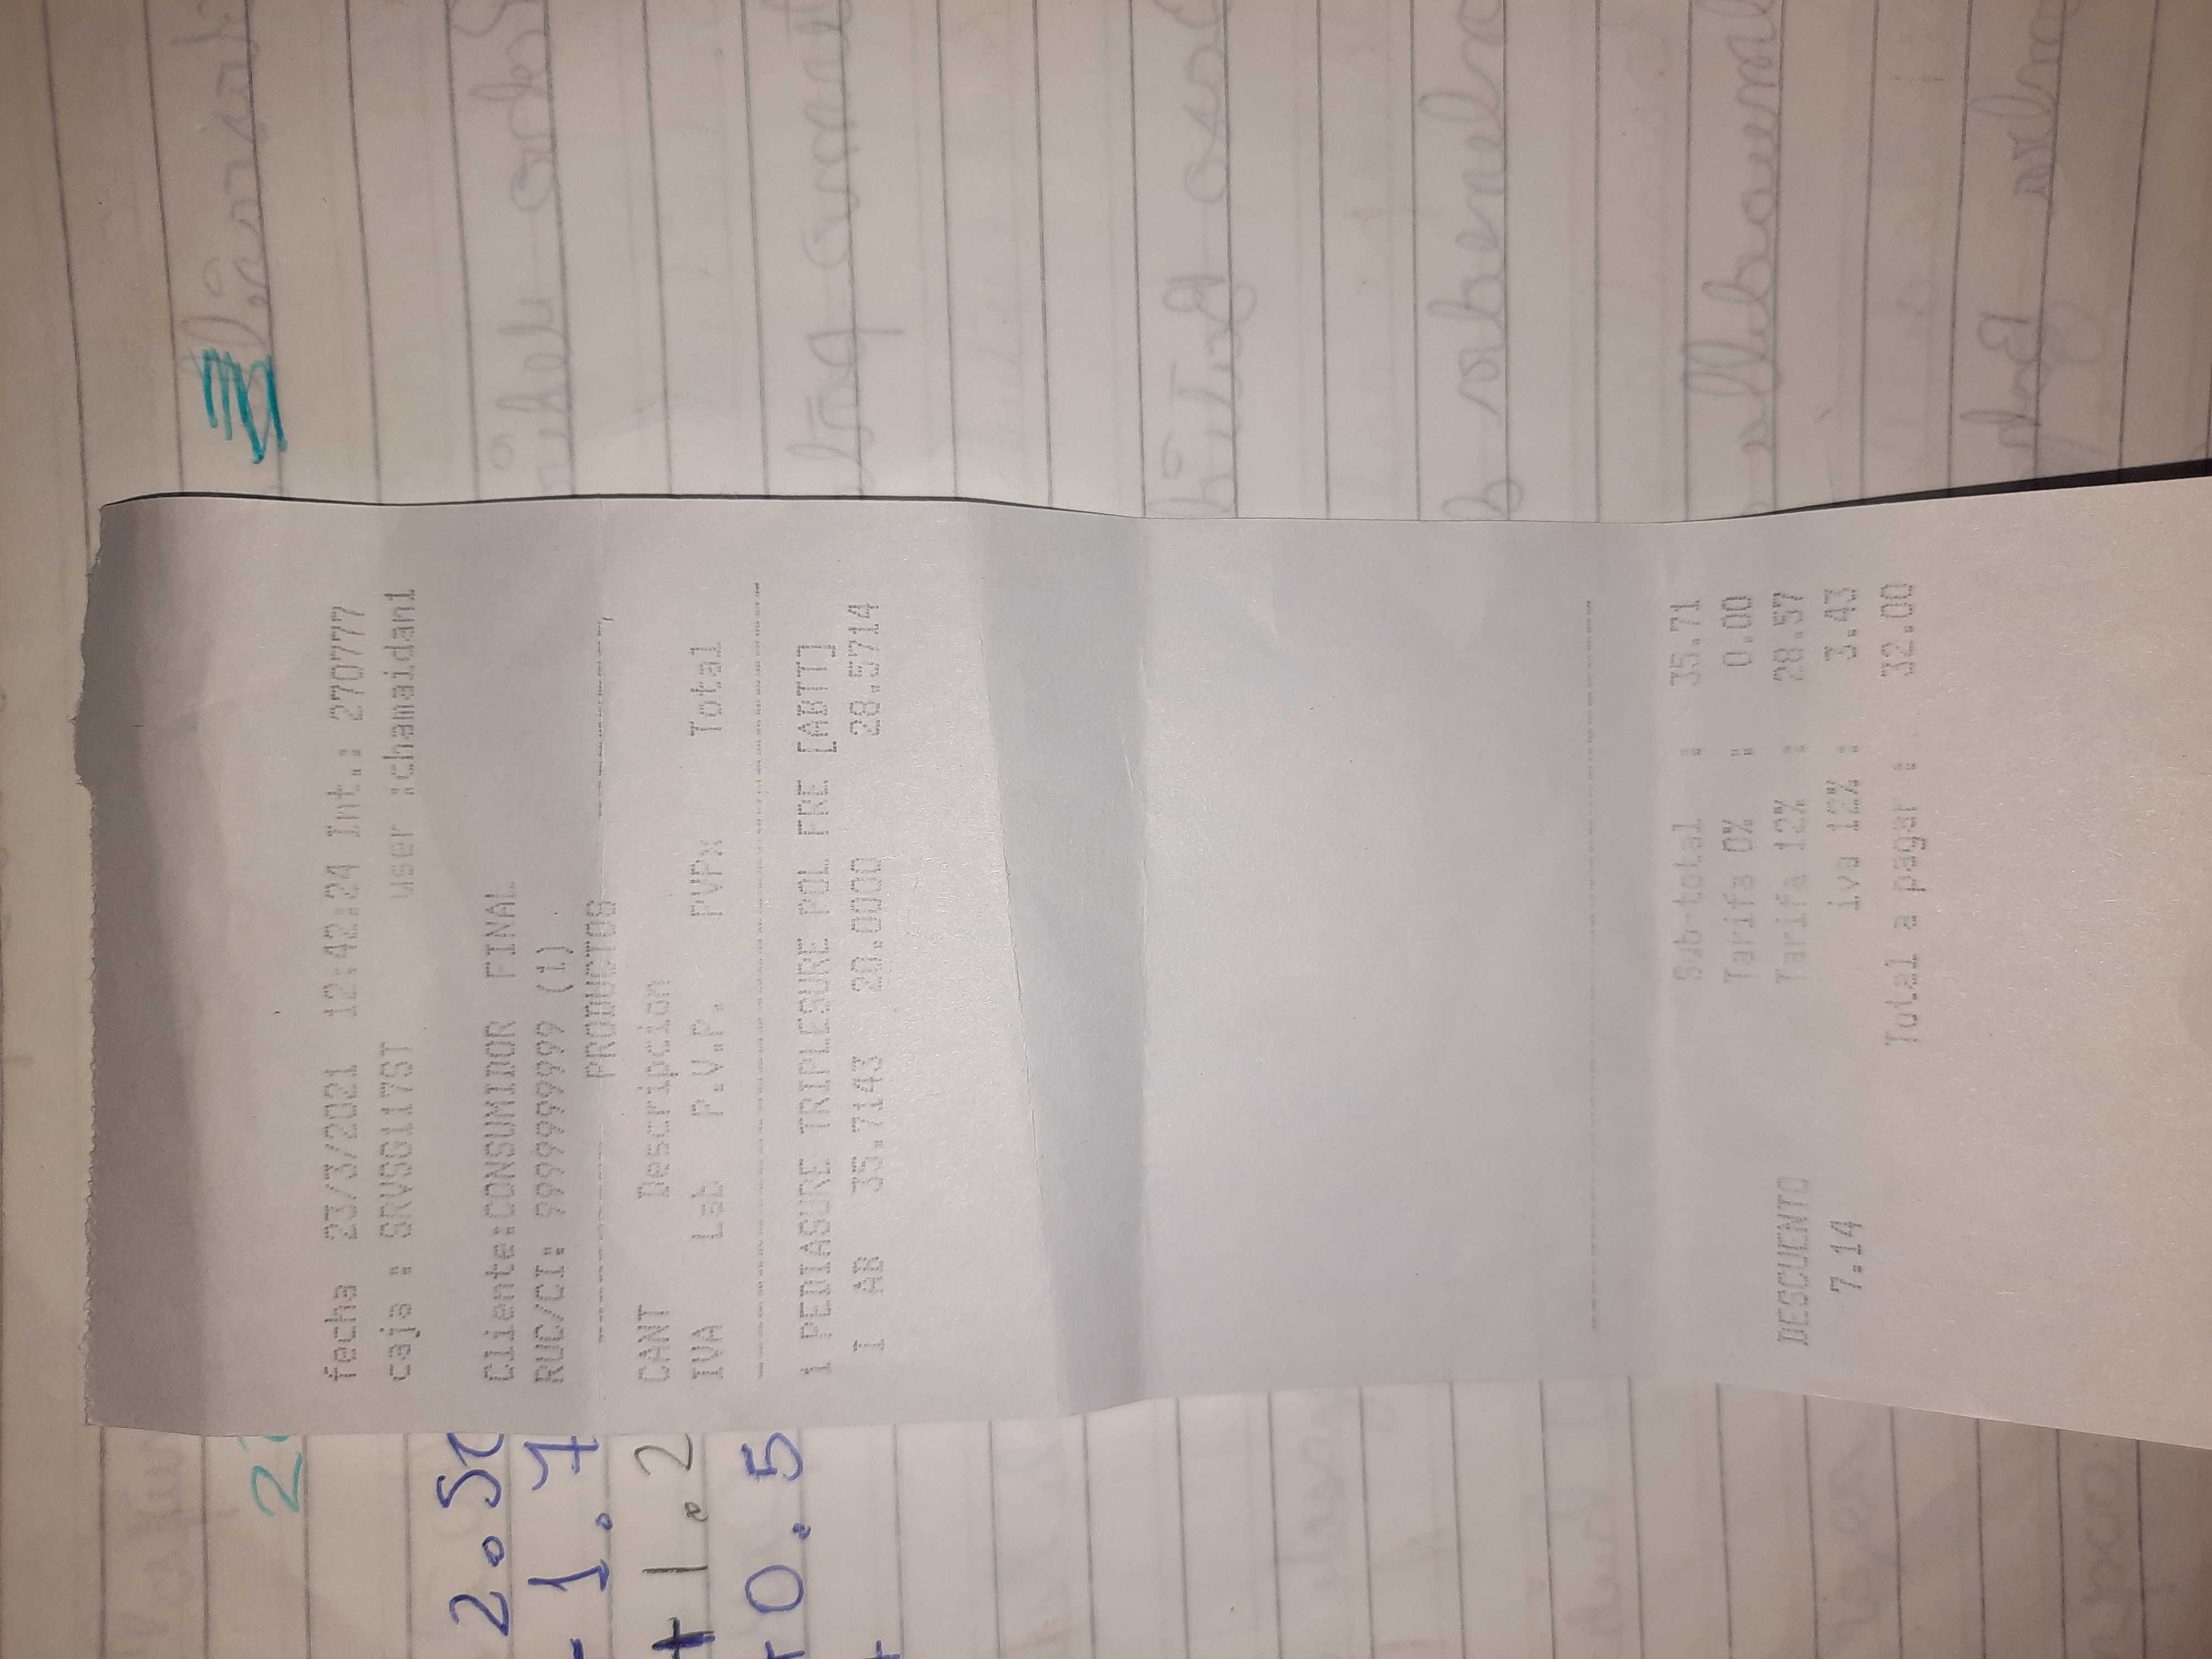 fecha 23/3/2021 12:42:24 Int.: 270777
caja : SRVSG117ST user :chamaidan1
Cliente:CONSUMIDOR FINAL
RUC/CI: 9999999999 (1)
---------- PRODUCTOS ----------
CANT Descripcion
IVA Lab P.V.P. PVPx Total
1 PEDIASURE TRIPLESURE POL FRE [ABTT]
I AB 35.7143 20.0000 28.5714
Sub-total : 35.71
Tarifa 0% : 0.00
DESCUENTO Tarifa 12% : 28.57
7.14 iva 12% : 3.43
Total a pagar : 32.00
2.50
- 1.7
+ 1.2
+0.5